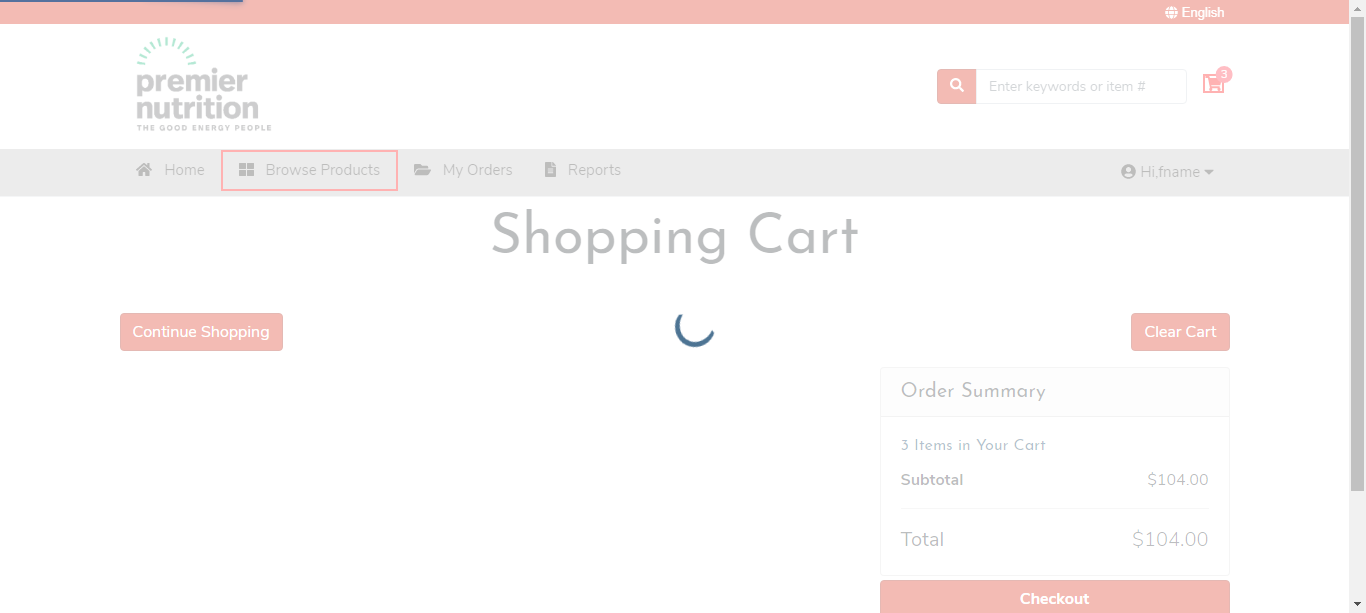 English
premier
nutrition
THE GOOD ENERGY PEOPLE
Enter keywords or item #
3
Home
Browse Products
My Orders
Reports
Hi,fname
Shopping Cart
Continue Shopping
Clear Cart
Order Summary
3 Items in Your Cart
Subtotal $104.00
Total $104.00
Checkout